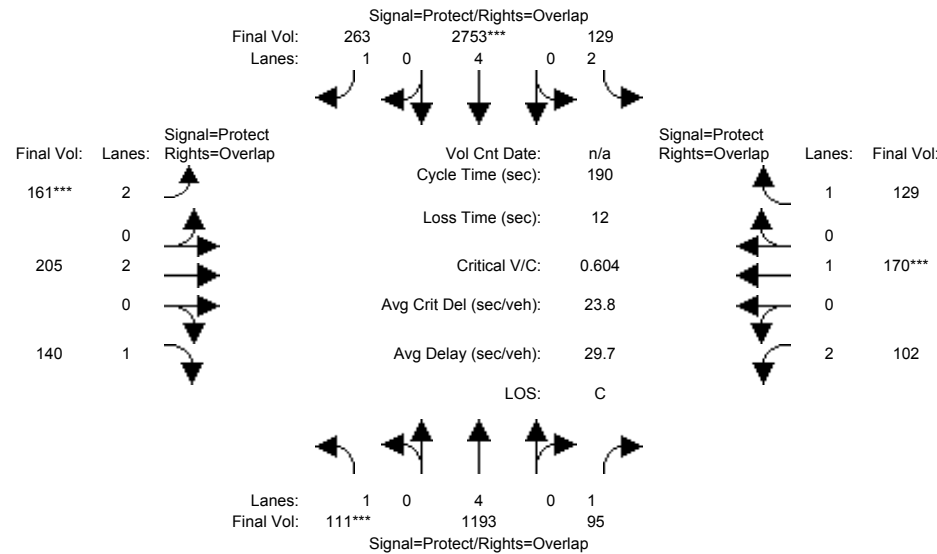 Signal=Protect/Rights=Overlap
Final Vol: 263 2753*** 129
Lanes: 1 0 4 0 2
Signal=Protect Signal=Protect
Final Vol: Lanes: Rights=Overlap Vol Cnt Date: n/a Rights=Overlap Lanes: Final Vol:
Cycle Time (sec): 190
161*** 2 1 129
Loss Time (sec): 12
0 0
205 2 Critical V/C: 0.604 1 170***
0 Avg Crit Del (sec/veh): 23.8 0
140 1 Avg Delay (sec/veh): 29.7 2 102
LOS: C
Lanes: 1 0 4 0 1
Final Vol: 111*** 1193 95
Signal=Protect/Rights=Overlap